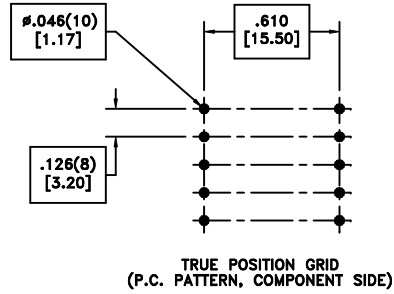 ø.046(10)
[1.17]
.610
[15.50]
.126(8)
[3.20]
TRUE POSITION GRID
(P.C. PATTERN, COMPONENT SIDE)